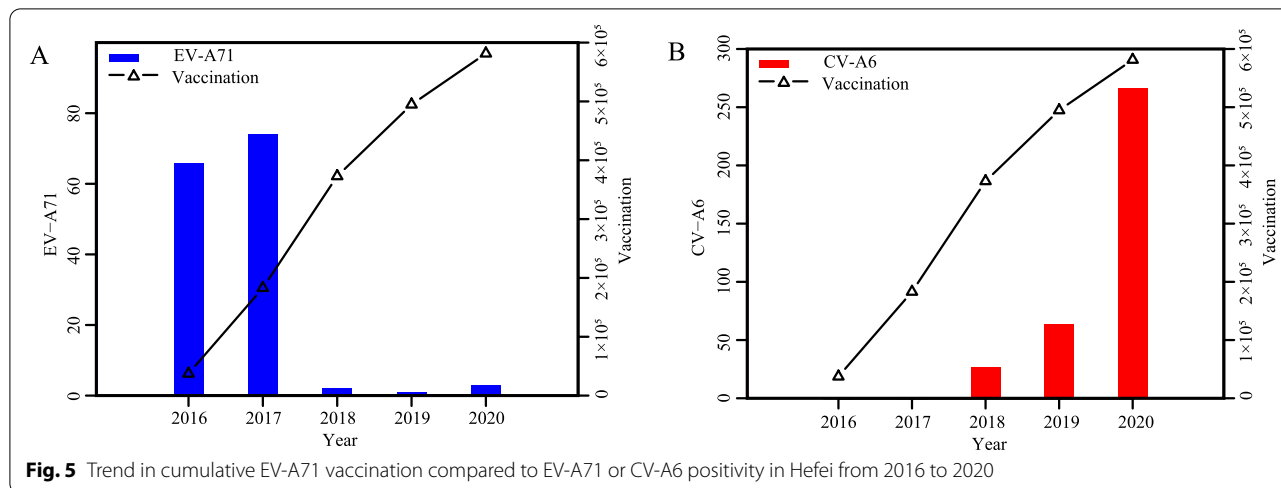 A
EV-A71
Vaccination
80
60
40
20
0
EV−A71
6×10⁵
5×10⁵
4×10⁵
3×10⁵
2×10⁵
1×10⁵
0
Vaccination
2016 2017 2018 2019 2020
Year
B
CV-A6
Vaccination
300
250
200
150
100
50
0
CV−A6
6×10⁵
5×10⁵
4×10⁵
3×10⁵
2×10⁵
1×10⁵
0
Vaccination
2016 2017 2018 2019 2020
Year
Fig. 5 Trend in cumulative EV-A71 vaccination compared to EV-A71 or CV-A6 positivity in Hefei from 2016 to 2020